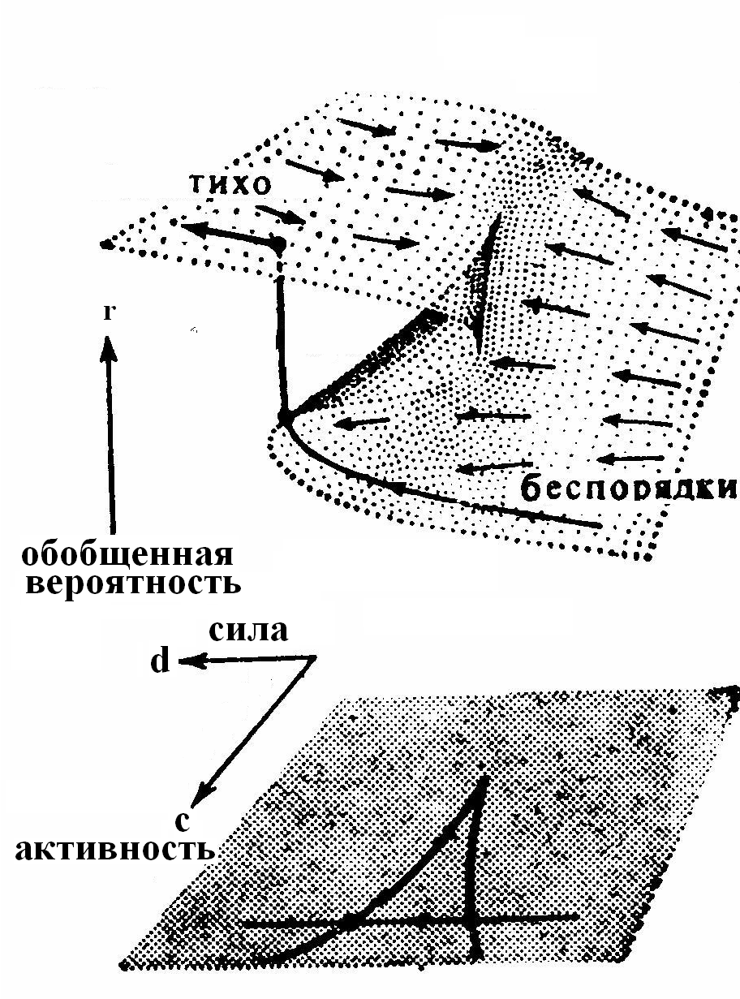 тихо
r
беспорядки
обобщенная
вероятность
сила
d
c
активность